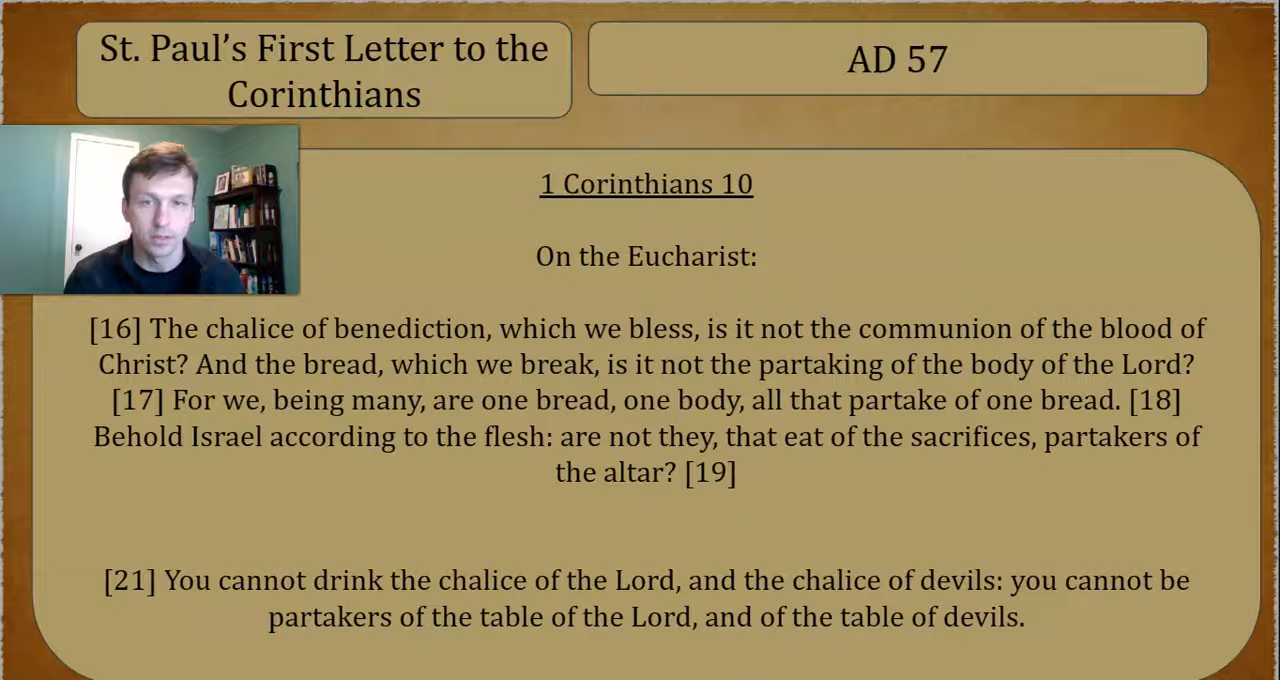 St. Paul’s First Letter to the
Corinthians
AD 57
1 Corinthians 10
On the Eucharist:
[16] The chalice of benediction, which we bless, is it not the communion of the blood of
Christ? And the bread, which we break, is it not the partaking of the body of the Lord?
[17] For we, being many, are one bread, one body, all that partake of one bread. [18]
Behold Israel according to the flesh: are not they, that eat of the sacrifices, partakers of
the altar? [19]
[21] You cannot drink the chalice of the Lord, and the chalice of devils: you cannot be
partakers of the table of the Lord, and of the table of devils.